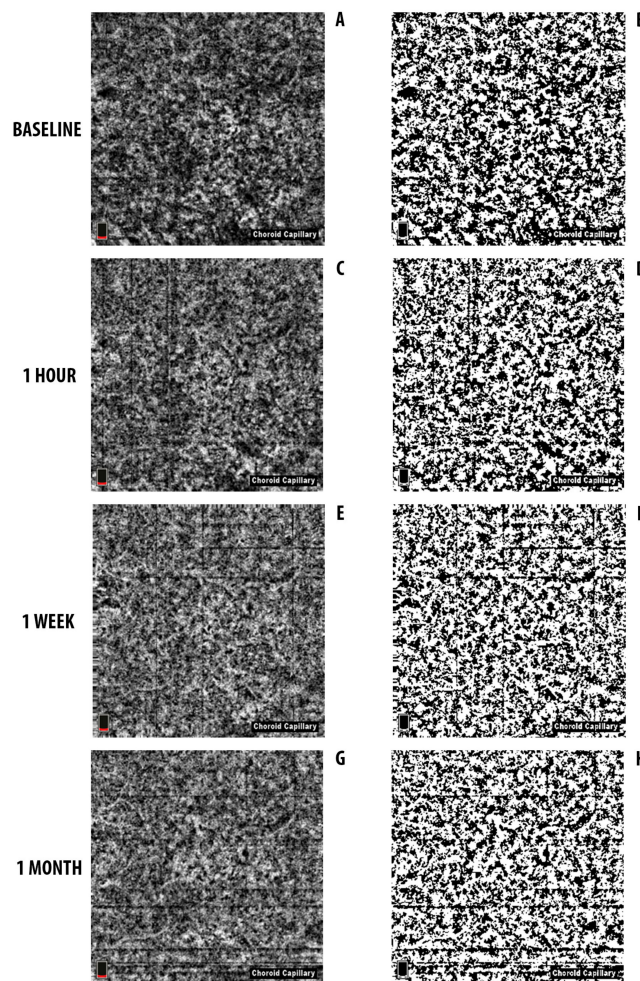 A
BASELINE
Choroid Capillary
Choroid Capillary
C
1 HOUR
Choroid Capillary
Choroid Capillary
E
1 WEEK
Choroid Capillary
Choroid Capillary
G
1 MONTH
Choroid Capillary
Choroid Capillary